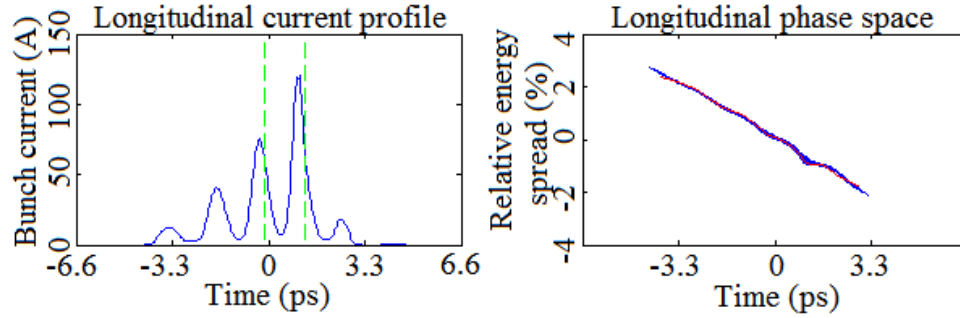 Longitudinal current profile
150
100
50
0
Bunch current (A)
-6.6 -3.3 0 3.3 6.6
Time (ps)
Longitudinal phase space
4
2
0
-2
-4
Relative energy
spread (%)
-3.3 0 3.3
Time (ps)